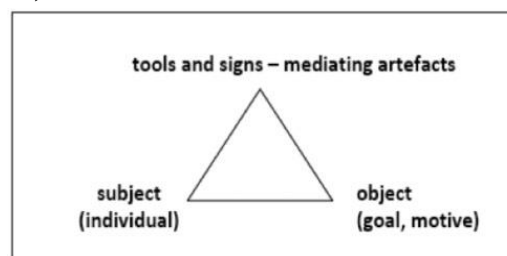 tools and signs – mediating artefacts
subject
(individual)
object
(goal, motive)